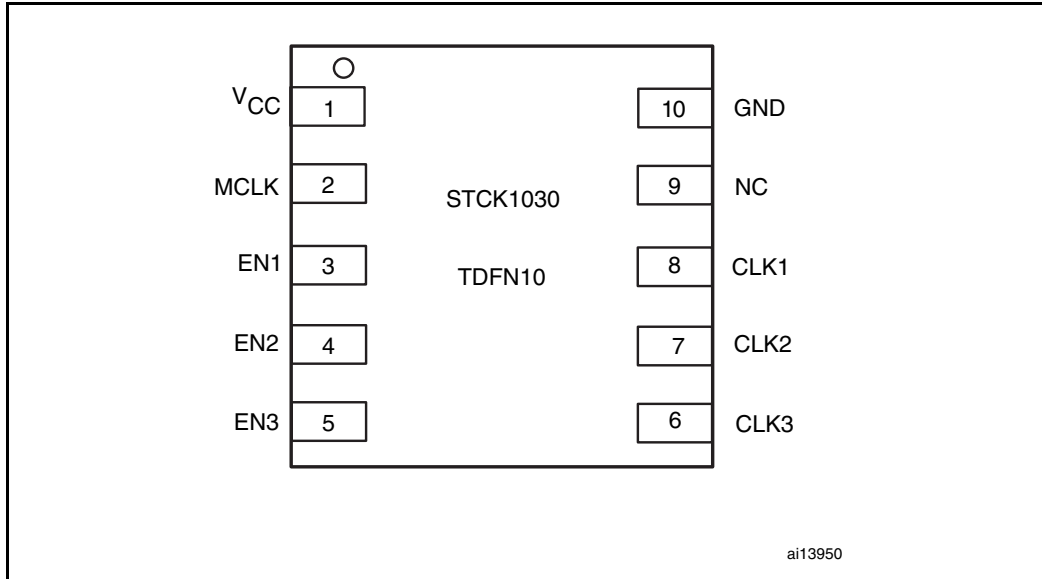 VCC 1 10 GND
MCLK 2 9 NC
STCK1030
EN1 3 8 CLK1
TDFN10
EN2 4 7 CLK2
EN3 5 6 CLK3
ai13950